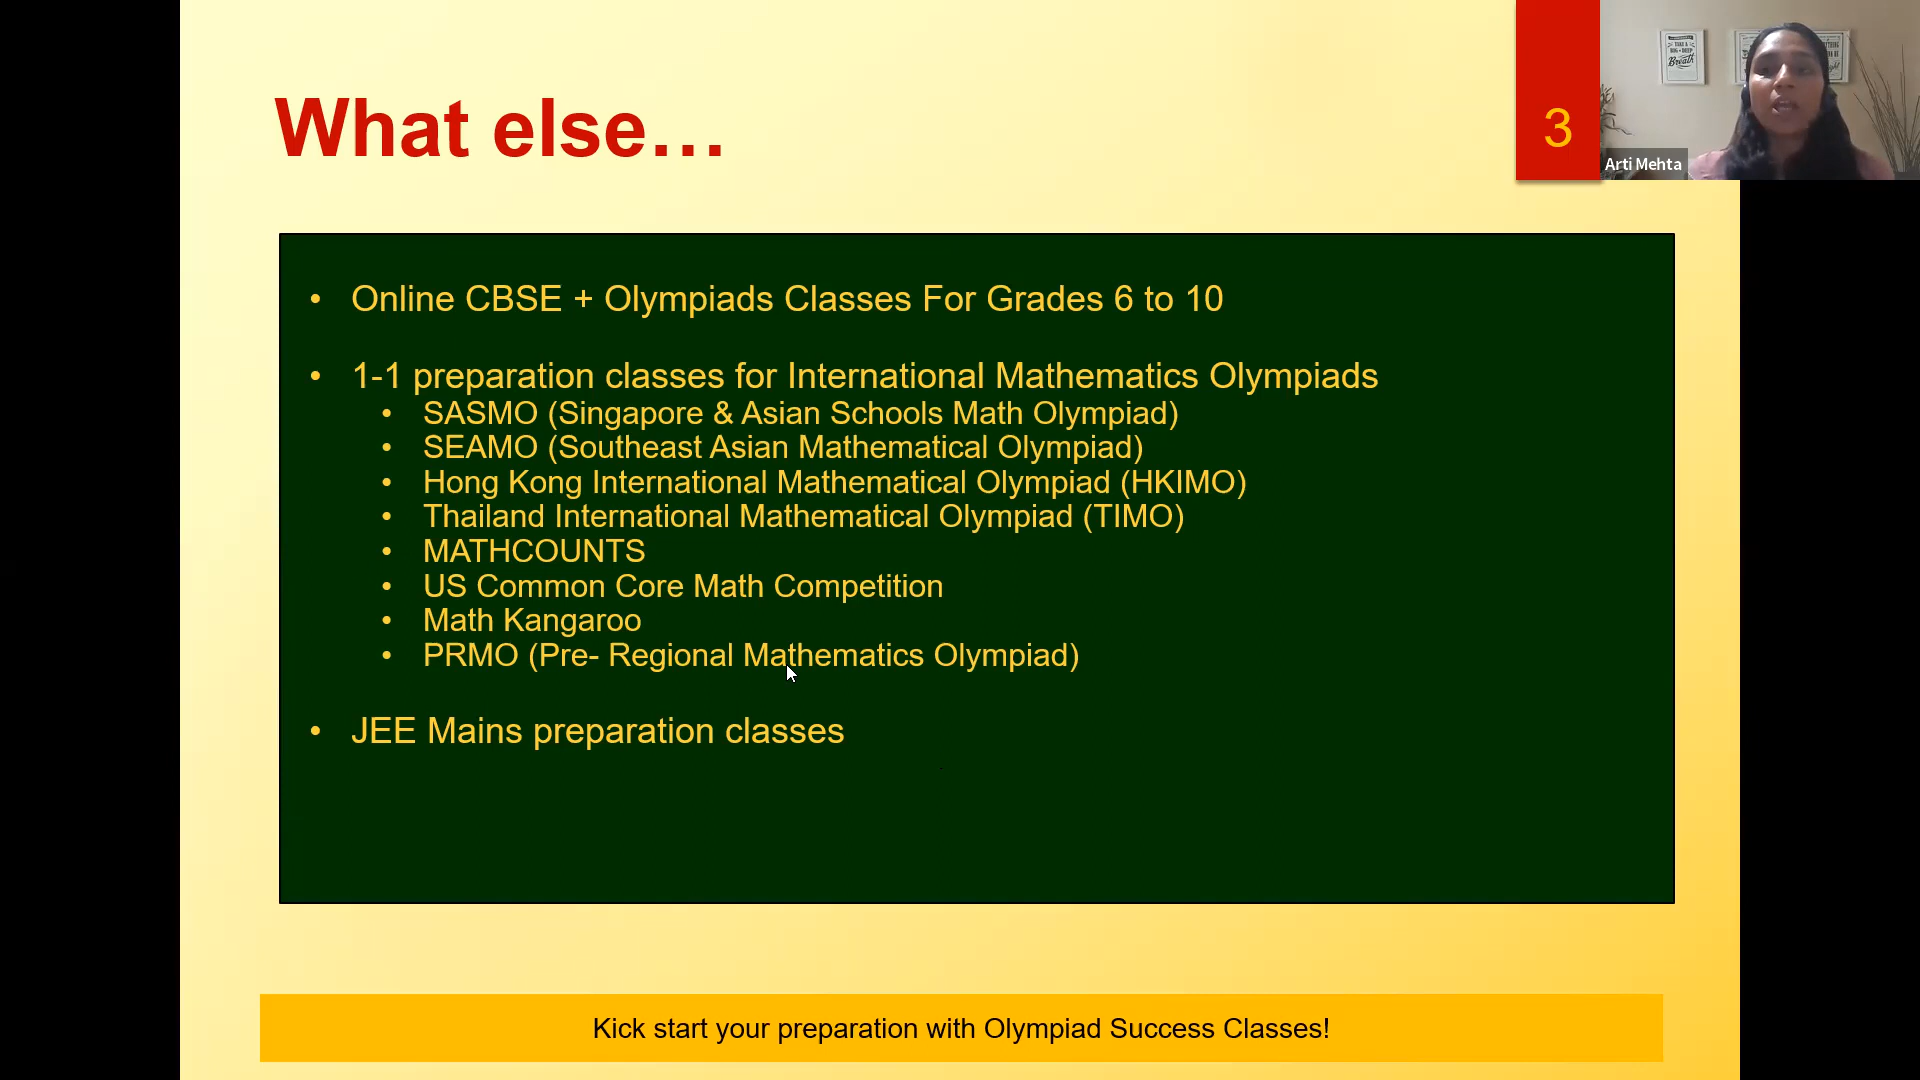 What else…
3
Breath
Arti Mehta
• Online CBSE + Olympiads Classes For Grades 6 to 10
• 1-1 preparation classes for International Mathematics Olympiads
• SASMO (Singapore & Asian Schools Math Olympiad)
• SEAMO (Southeast Asian Mathematical Olympiad)
• Hong Kong International Mathematical Olympiad (HKIMO)
• Thailand International Mathematical Olympiad (TIMO)
• MATHCOUNTS
• US Common Core Math Competition
• Math Kangaroo
• PRMO (Pre- Regional Mathematics Olympiad)
• JEE Mains preparation classes
Kick start your preparation with Olympiad Success Classes!